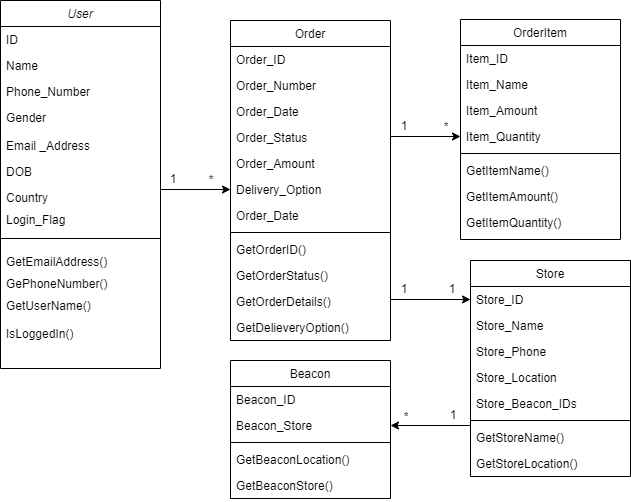 User
ID
Name
Phone_Number
Gender
Email _Address
DOB
Country
Login_Flag
GetEmailAddress()
GePhoneNumber()
GetUserName()
IsLoggedIn()
1 *
Order
Order_ID
Order_Number
Order_Date
Order_Status
Order_Amount
Delivery_Option
Order_Date
GetOrderID()
GetOrderStatus()
GetOrderDetails()
GetDelieveryOption()
1 *
OrderItem
Item_ID
Item_Name
Item_Amount
Item_Quantity
GetItemName()
GetItemAmount()
GetItemQuantity()
1 1
Store
Store_ID
Store_Name
Store_Phone
Store_Location
Store_Beacon_IDs
GetStoreName()
GetStoreLocation()
* 1
Beacon
Beacon_ID
Beacon_Store
GetBeaconLocation()
GetBeaconStore()